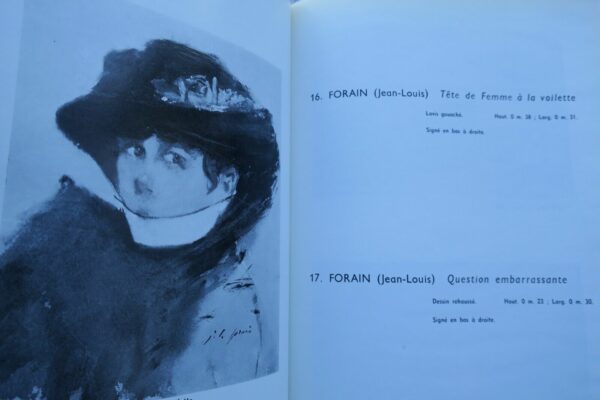 j. l. forain
16. FORAIN (Jean-Louis) Tête de Femme à la voilette
Lavis gouaché. Haut. 0 m. 38 ; Larg. 0 m. 31.
Signé en bas à droite.
17. FORAIN (Jean-Louis) Question embarrassante
Dessin rehaussé. Haut. 0 m. 23 ; Larg. 0 m. 30.
Signé en bas à droite.